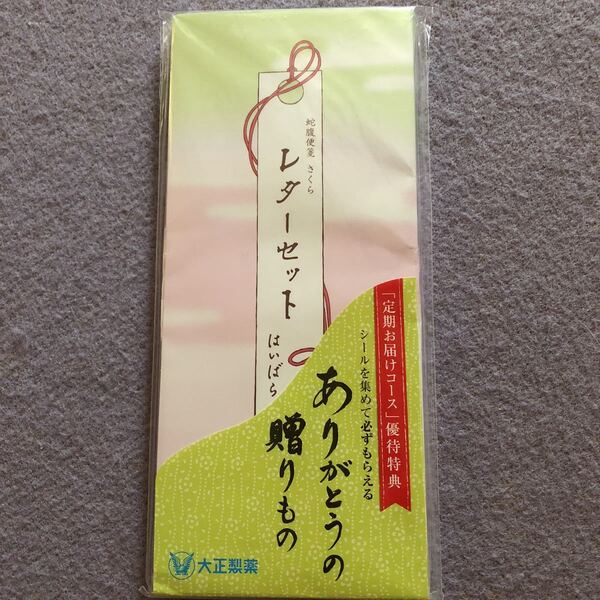 蛇腹便箋 さくら
レターセット
はいばら
「定期お届けコース」優待特典
シールを集めて必ずもらえる
ありがとうの
贈りもの
大正製薬